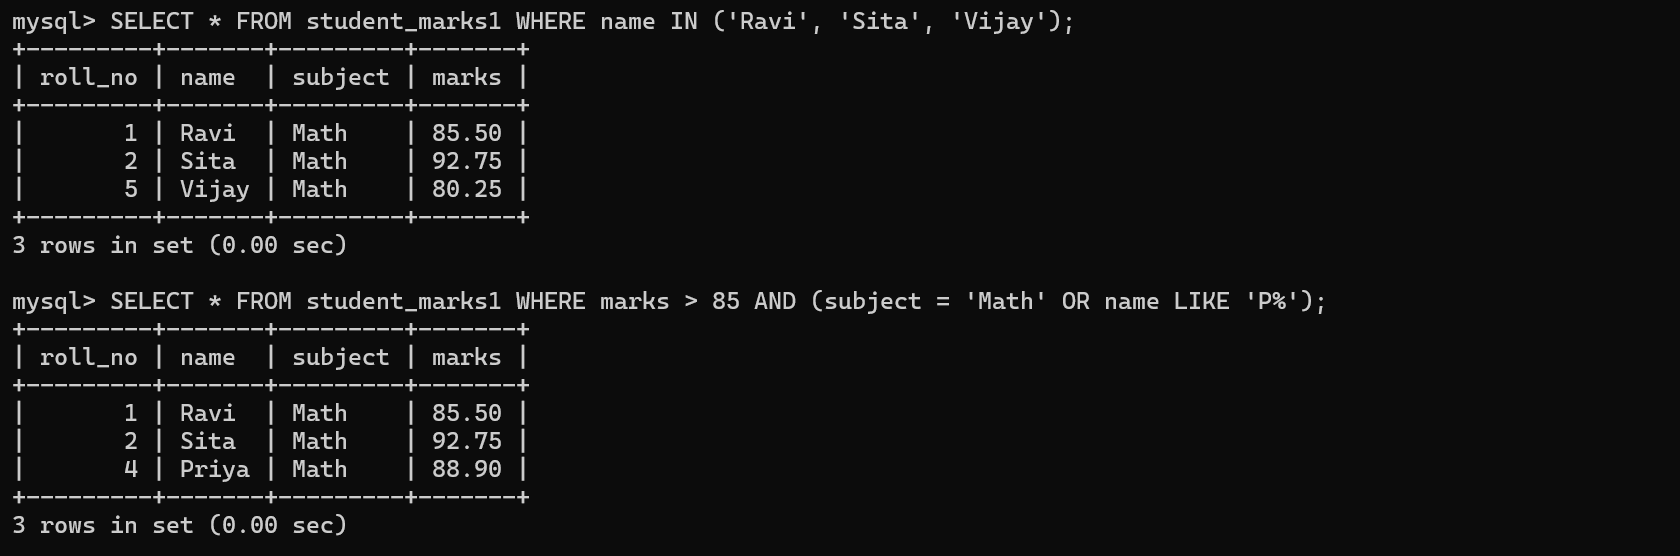 mysql> SELECT * FROM student_marks1 WHERE name IN ('Ravi', 'Sita', 'Vijay');
+---------+-------+---------+-------+
| roll_no | name  | subject | marks |
+---------+-------+---------+-------+
|       1 | Ravi  | Math    | 85.50 |
|       2 | Sita  | Math    | 92.75 |
|       5 | Vijay | Math    | 80.25 |
+---------+-------+---------+-------+
3 rows in set (0.00 sec)

mysql> SELECT * FROM student_marks1 WHERE marks > 85 AND (subject = 'Math' OR name LIKE 'P%');
+---------+-------+---------+-------+
| roll_no | name  | subject | marks |
+---------+-------+---------+-------+
|       1 | Ravi  | Math    | 85.50 |
|       2 | Sita  | Math    | 92.75 |
|       4 | Priya | Math    | 88.90 |
+---------+-------+---------+-------+
3 rows in set (0.00 sec)